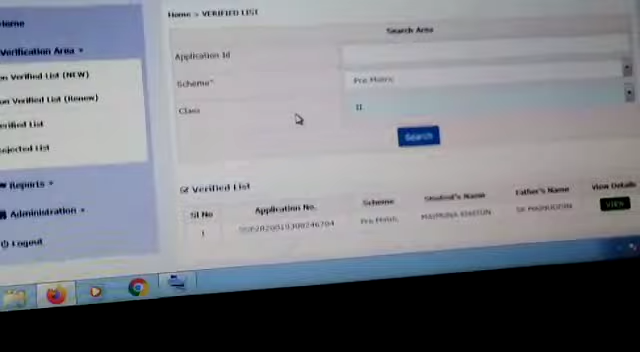 Home
Home > VERIFIED LIST
Search Area
Verification Area
Application Id
on Verified List (NEW)
Scheme* Pre Matric
on Verified List (Renew)
Class II
erified List
Search
ejected List
Verified List
Reports
Sl No Application No. Scheme Student's Name Father's Name View Details
1 Pre Matric VIEW
Administration
Logout